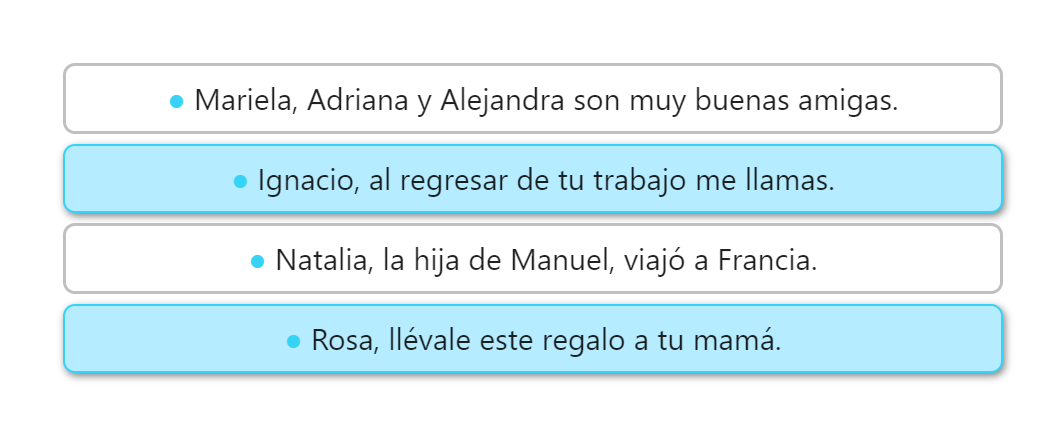 • Mariela, Adriana y Alejandra son muy buenas amigas.
• Ignacio, al regresar de tu trabajo me llamas.
• Natalia, la hija de Manuel, viajó a Francia.
• Rosa, llévale este regalo a tu mamá.